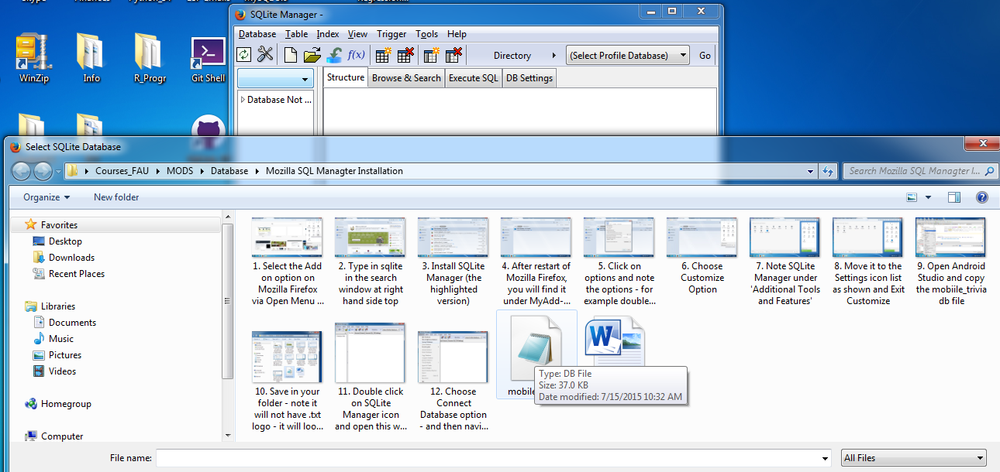 SQLite Manager -
Database Table Index View Trigger Tools Help
f(x) Directory (Select Profile Database) Go
Structure Browse & Search Execute SQL DB Settings
Database Not ...
WinZip
Info
R_Progr
Git Shell
Select SQLite Database
Courses_FAU MODS Database Mozilla SQL Managter Installation
Search Mozilla SQL Managter I...
Organize New folder
Favorites
Desktop
Downloads
Recent Places
Libraries
Documents
Music
Pictures
Videos
Homegroup
Computer
1. Select the Add
on option on
Mozilla Firefox
via Open Menu ...
2. Type in sqlite
in the search
window at right
hand side top
3. Install SQLite
Manager (the
highlighted
version)
4. After restart of
Mozilla Firefox,
you will find it
under MyAdd-...
5. Click on
options and note
the options - for
example double...
6. Choose
Customize
Option
7. Note SQLite
Manager under
'Additional Tools
and Features'
8. Move it to the
Settings icon list
as shown and Exit
Customize
9. Open Android
Studio and copy
the mobile_trivia
db file
10. Save in your
folder - note it
will not have .txt
logo - it will loo...
11. Double click
on SQLite
Manager icon
and open this w...
12. Choose
Connect
Database option
- and then navi...
mobile
Type: DB File
Size: 37.0 KB
Date modified: 7/15/2015 10:32 AM
File name:
All Files